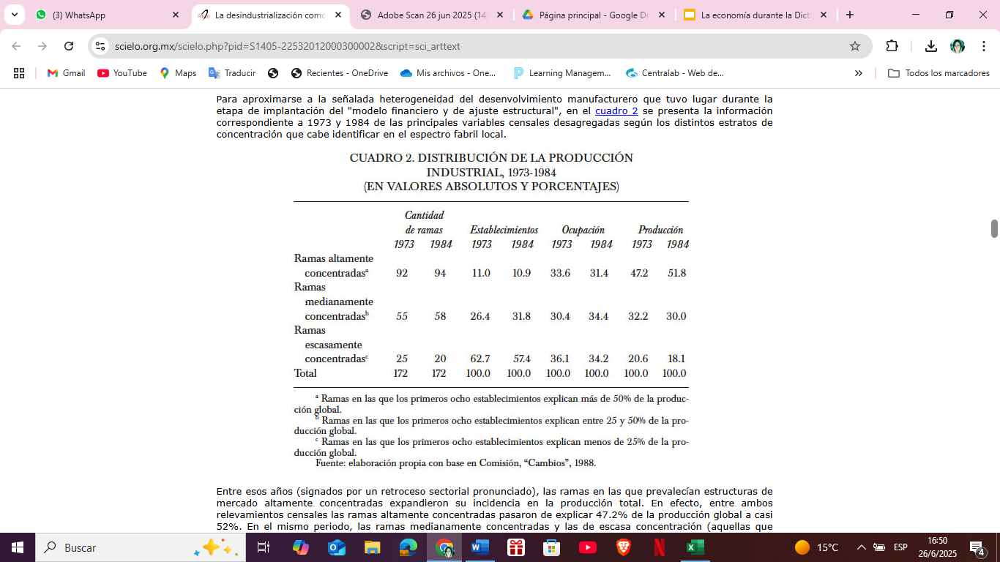 (3) WhatsApp
La desindustrialización como
Adobe Scan 26 jun 2025 (14
Página principal - Google Dr
La economía durante la Dict
scielo.org.mx/scielo.php?pid=S1405-22532012000300002&script=sci_arttext
Gmail
YouTube
Maps
Traducir
Recientes - OneDrive
Mis archivos - One...
Learning Managem...
Centralab - Web de...
Todos los marcadores
Para aproximarse a la señalada heterogeneidad del desenvolvimiento manufacturero que tuvo lugar durante la
etapa de implantación del "modelo financiero y de ajuste estructural", en el cuadro 2 se presenta la información
correspondiente a 1973 y 1984 de las principales variables censales desagregadas según los distintos estratos de
concentración que cabe identificar en el espectro fabril local.
CUADRO 2. DISTRIBUCIÓN DE LA PRODUCCIÓN
INDUSTRIAL, 1973-1984
(EN VALORES ABSOLUTOS Y PORCENTAJES)
Cantidad
de ramas Establecimientos Ocupación Producción
1973 1984 1973 1984 1973 1984 1973 1984
Ramas altamente
concentradasᵃ 92 94 11.0 10.9 33.6 31.4 47.2 51.8
Ramas
medianamente
concentradasᵇ 55 58 26.4 31.8 30.4 34.4 32.2 30.0
Ramas
escasamente
concentradasᶜ 25 20 62.7 57.4 36.1 34.2 20.6 18.1
Total 172 172 100.0 100.0 100.0 100.0 100.0 100.0
ᵃ Ramas en las que los primeros ocho establecimientos explican más de 50% de la produc-
ción global.
ᵇ Ramas en las que los primeros ocho establecimientos explican entre 25 y 50% de la pro-
ducción global.
ᶜ Ramas en las que los primeros ocho establecimientos explican menos de 25% de la pro-
ducción global.
Fuente: elaboración propia con base en Comisión, “Cambios”, 1988.
Entre esos años (signados por un retroceso sectorial pronunciado), las ramas en las que prevalecían estructuras de
mercado altamente concentradas expandieron su incidencia en la producción total. En efecto, entre ambos
relevamientos censales las ramas altamente concentradas pasaron de explicar 47.2% de la producción global a casi
52%. En el mismo periodo, las ramas medianamente concentradas y las de escasa concentración (aquellas que
Buscar
15°C
ESP
16:50
26/6/2025
4